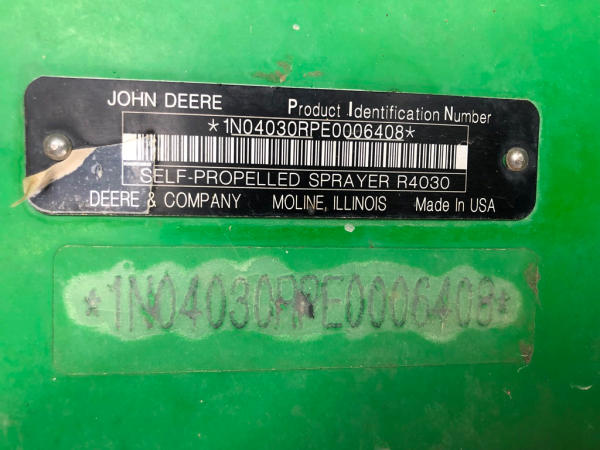 JOHN DEERE Product Identification Number
*1N04030RPE0006408*
SELF-PROPELLED SPRAYER R4030
DEERE & COMPANY MOLINE, ILLINOIS Made In USA
*1N04030RPE0006408*